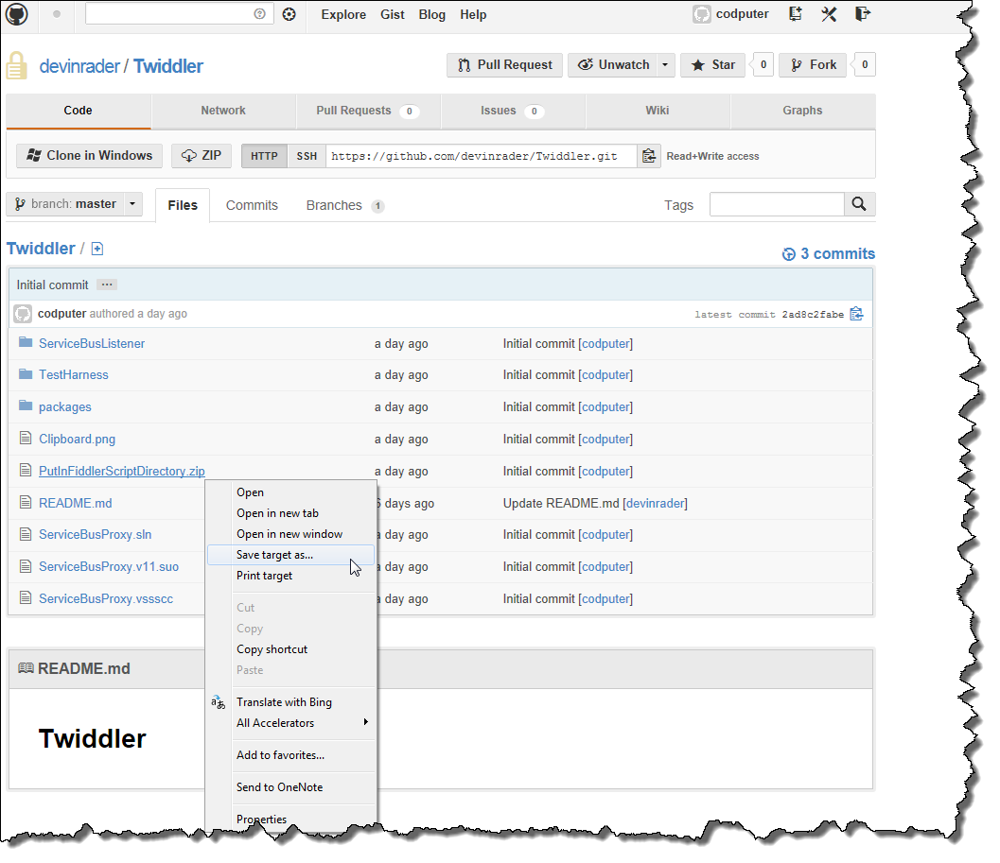 Explore Gist Blog Help codputer
devinrader / Twiddler Pull Request Unwatch Star 0 Fork 0
Code Network Pull Requests 0 Issues 0 Wiki Graphs
Clone in Windows ZIP HTTP SSH https://github.com/devinrader/Twiddler.git Read+Write access
branch: master Files Commits Branches 1 Tags
Twiddler / 3 commits
Initial commit ...
codputer authored a day ago latest commit 2ad8c2fabe
ServiceBusListener a day ago Initial commit [codputer]
TestHarness a day ago Initial commit [codputer]
packages a day ago Initial commit [codputer]
Clipboard.png a day ago Initial commit [codputer]
PutInFiddlerScriptDirectory.zip a day ago Initial commit [codputer]
README.md 6 days ago Update README.md [devinrader]
ServiceBusProxy.sln a day ago Initial commit [codputer]
ServiceBusProxy.v11.suo a day ago Initial commit [codputer]
ServiceBusProxy.vssscc a day ago Initial commit [codputer]
Open
Open in new tab
Open in new window
Save target as...
Print target
Cut
Copy
Copy shortcut
Paste
Translate with Bing
All Accelerators
Add to favorites...
Send to OneNote
Properties
README.md
Twiddler